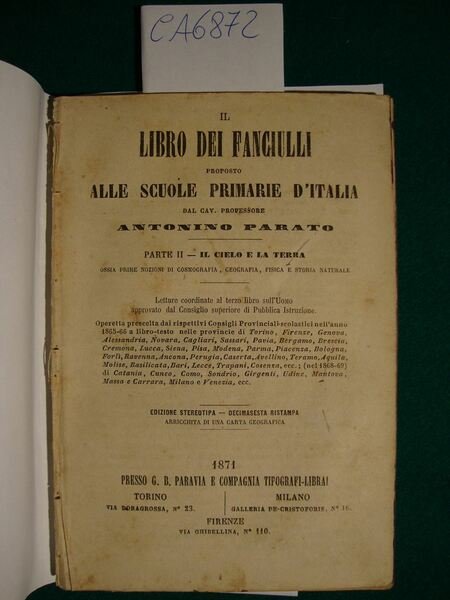 CA6872
IL
LIBRO DEI FANCIULLI
PROPOSTO
ALLE SCUOLE PRIMARIE D'ITALIA
DAL CAV. PROFESSORE
ANTONINO PARATO
PARTE II — IL CIELO E LA TERRA
OSSIA PRIME NOZIONI DI COSMOGRAFIA, GEOGRAFIA, FISICA E STORIA NATURALE
Letture coordinate al terzo libro sull'Uomo
approvato dal Consiglio superiore di Pubblica Istruzione.
Operetta prescelta dai rispettivi Consigli Provinciali scolastici nell'anno
1865-66 a libro-testo nelle provincie di Torino, Firenze, Genova,
Alessandria, Novara, Cagliari, Sassari, Pavia, Bergamo, Brescia,
Cremona, Lucca, Siena, Pisa, Modena, Parma, Piacenza, Bologna,
Forlì, Ravenna, Ancona, Perugia, Caserta, Avellino, Teramo, Aquila,
Molise, Basilicata, Bari, Lecce, Trapani, Cosenza, ecc.; (nel 1868-69)
di Catania, Cuneo, Como, Sondrio, Girgenti, Udine, Mantova,
Massa e Carrara, Milano e Venezia, ecc.
EDIZIONE STEREOTIPA — DECIMASESTA RISTAMPA
ARRICCHITA DI UNA CARTA GEOGRAFICA
1871
PRESSO G. B. PARAVIA E COMPAGNIA TIPOGRAFI-LIBRAI
TORINO MILANO
VIA DORAGROSSA, N° 23. GALLERIA DE-CRISTOFORIS, N° 16.
FIRENZE
VIA GHIBELLINA, N° 110.